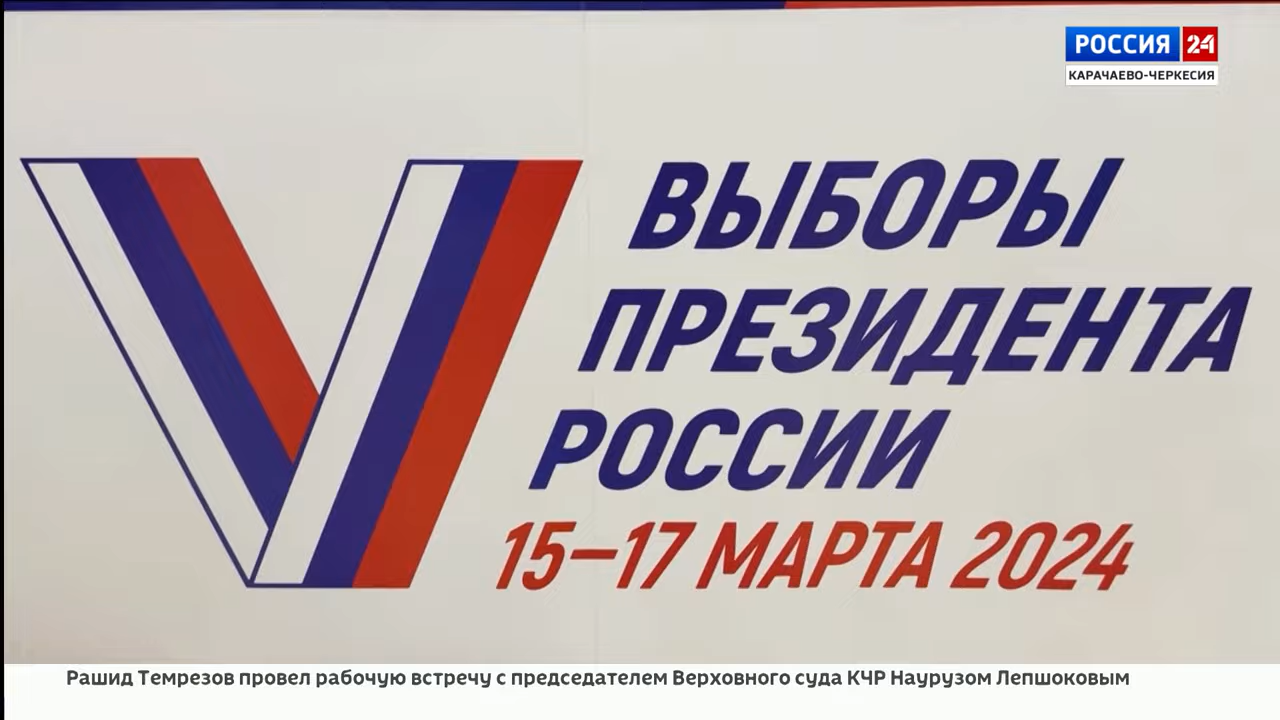 РОССИЯ 24
КАРАЧАЕВО-ЧЕРКЕСИЯ
ВЫБОРЫ
ПРЕЗИДЕНТА
РОССИИ
15–17 МАРТА 2024
Рашид Темрезов провел рабочую встречу с председателем Верховного суда КЧР Наурузом Лепшоковым